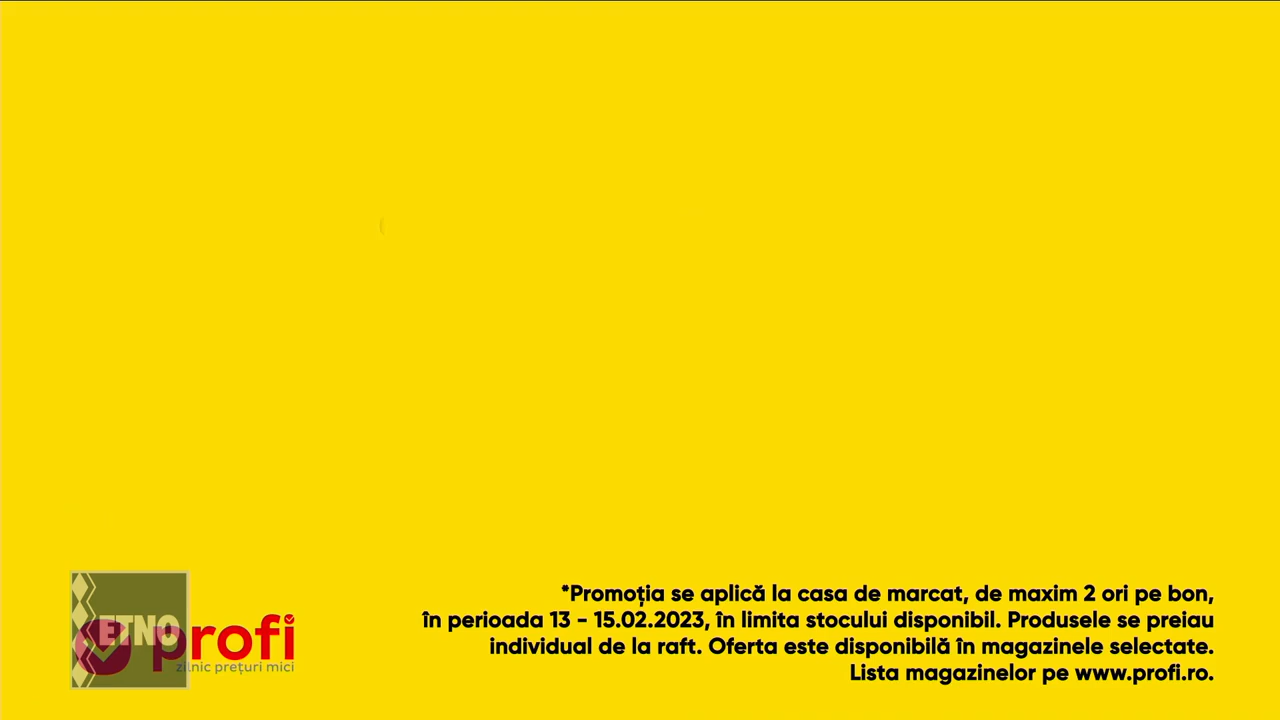 *Promoția se aplică la casa de marcat, de maxim 2 ori pe bon,
în perioada 13 - 15.02.2023, în limita stocului disponibil. Produsele se preiau
individual de la raft. Oferta este disponibilă în magazinele selectate.
Lista magazinelor pe www.profi.ro.
ETNO
profi
zilnic prețuri mici